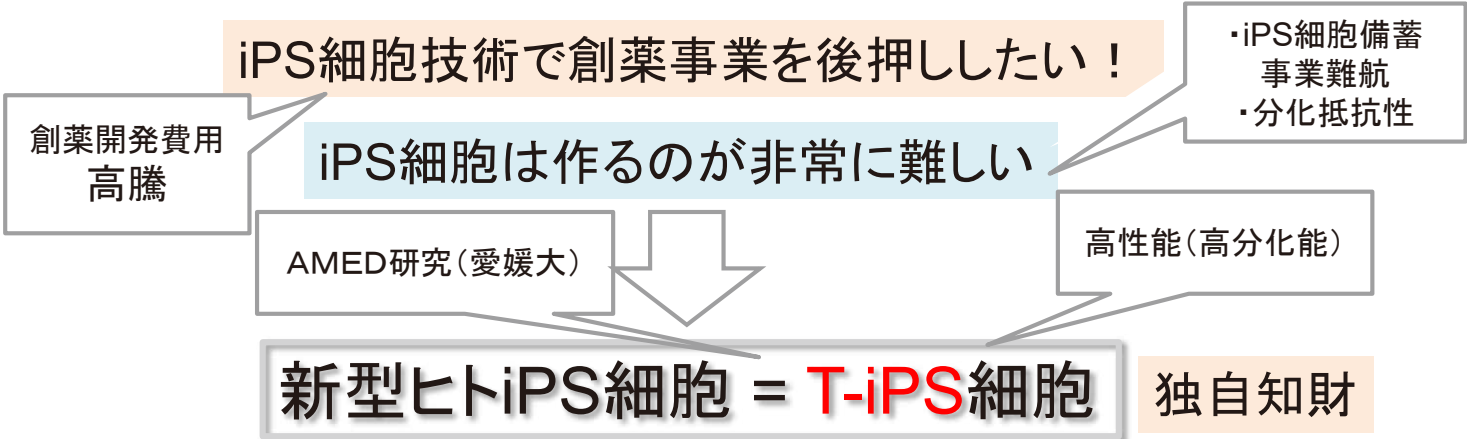 iPS細胞技術で創薬事業を後押ししたい！
・iPS細胞備蓄
事業難航
・分化抵抗性
創薬開発費用
高騰
iPS細胞は作るのが非常に難しい
AMED研究（愛媛大）
高性能（高分化能）
新型ヒトiPS細胞 = T-iPS細胞
独自知財